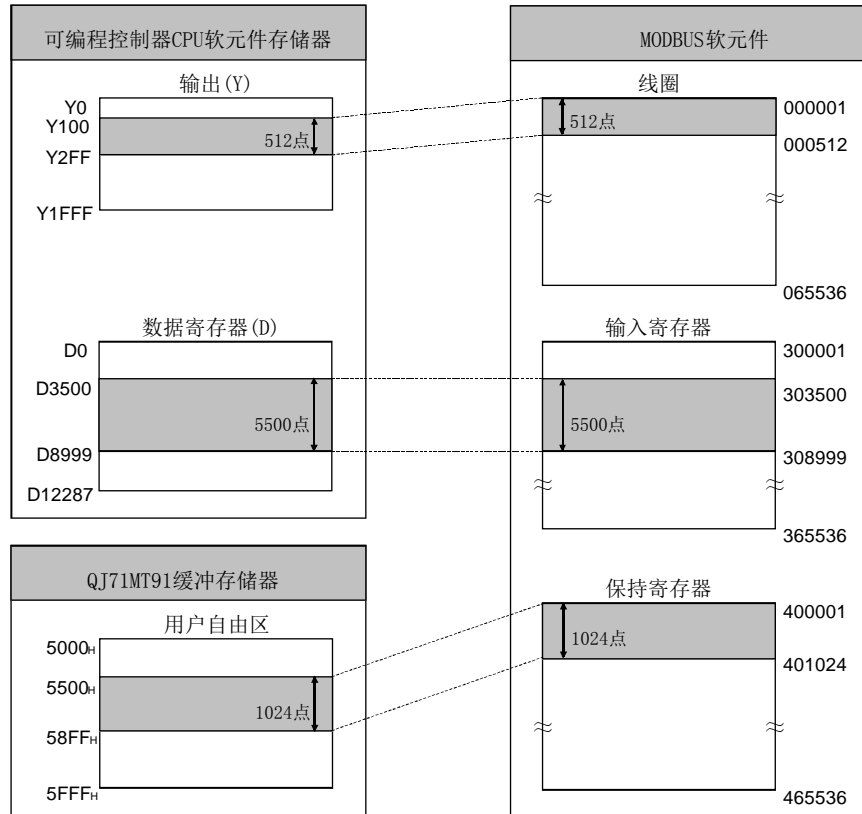 可编程控制器CPU软元件存储器
输出(Y)
Y0
Y100
512点
Y2FF
Y1FFF
数据寄存器(D)
D0
D3500
5500点
D8999
D12287
QJ71MT91缓冲存储器
用户自由区
5000H
5500H
1024点
58FFH
5FFFH
MODBUS软元件
线圈
000001
512点
000512
065536
输入寄存器
300001
303500
5500点
308999
365536
保持寄存器
400001
1024点
401024
465536